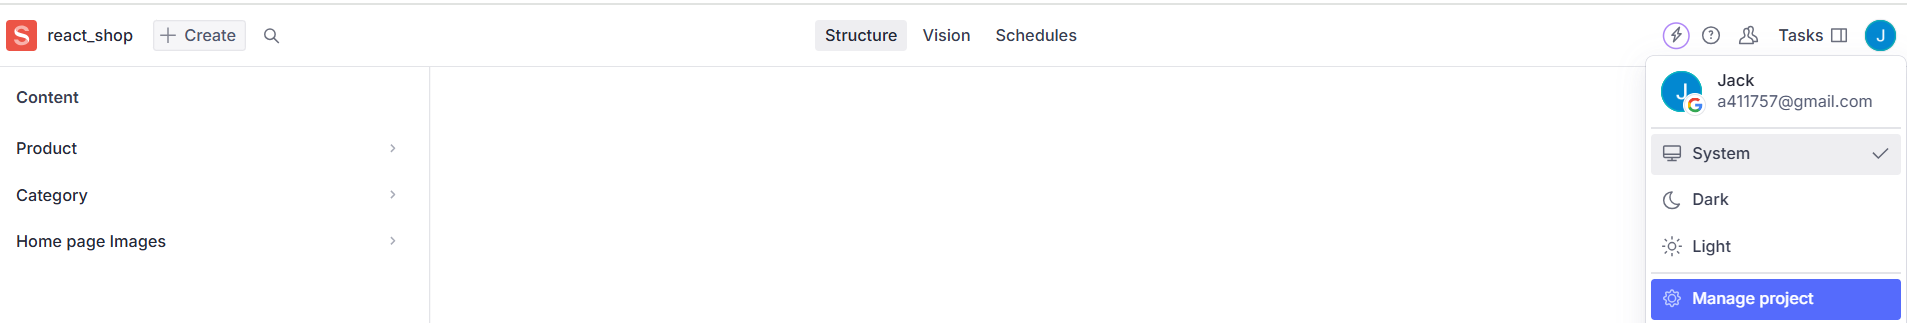 S react_shop + Create Structure Vision Schedules ? Tasks J
Content
Product
Category
Home page Images
J G Jack
a411757@gmail.com
System
Dark
Light
Manage project